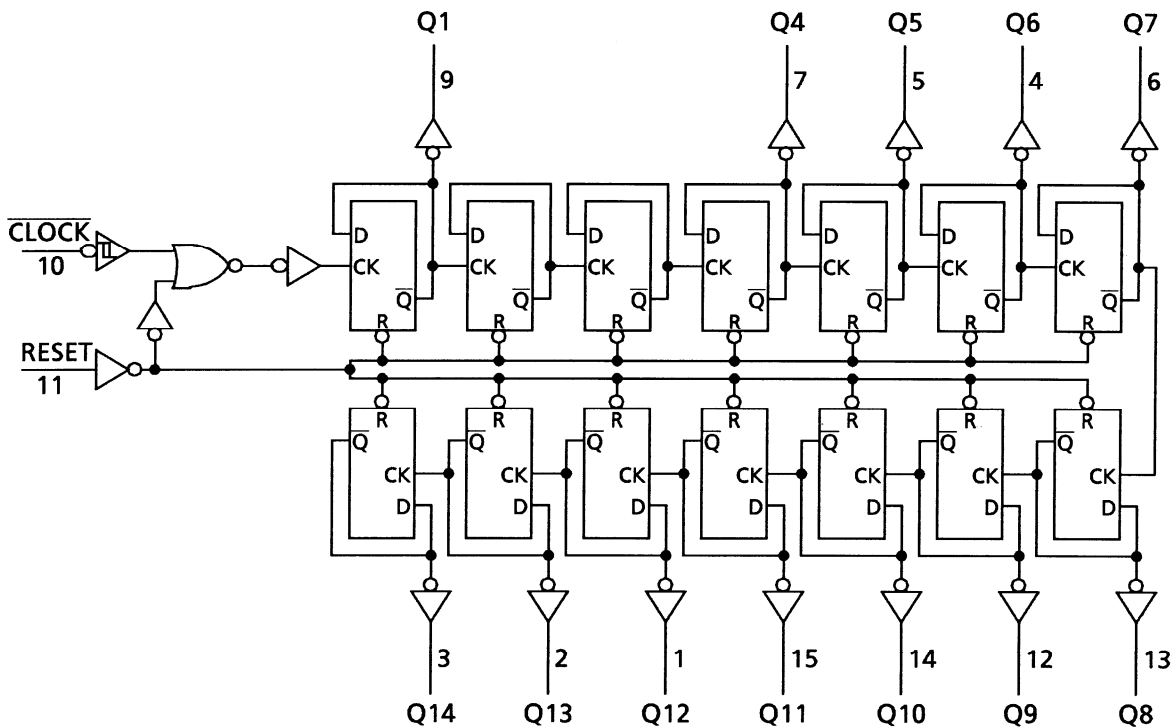 Q1 Q4 Q5 Q6 Q7
9 7 5 4 6
D D D D D D D
C̅L̅O̅C̅K̅
10
CK CK CK CK CK CK CK
Q̅ Q̅ Q̅ Q̅ Q̅ Q̅ Q̅
R R R R R R R
RESET
11
R R R R R R R
Q̅ Q̅ Q̅ Q̅ Q̅ Q̅ Q̅
CK CK CK CK CK CK CK
D D D D D D D
3 2 1 15 14 12 13
Q14 Q13 Q12 Q11 Q10 Q9 Q8